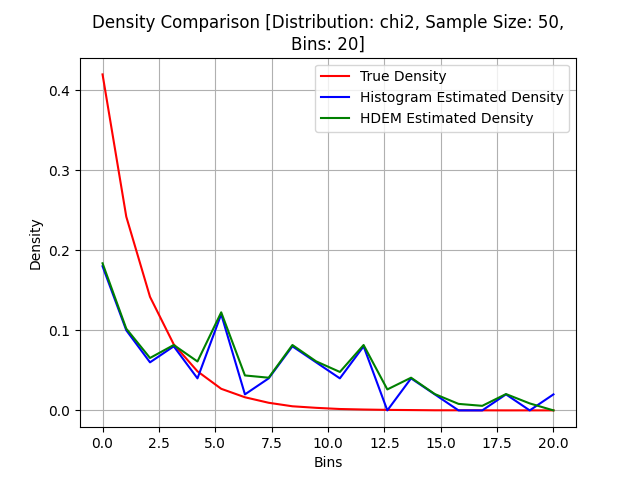 Density Comparison [Distribution: chi2, Sample Size: 50,
Bins: 20]
True Density
Histogram Estimated Density
HDEM Estimated Density
Density
0.4
0.3
0.2
0.1
0.0
0.0 2.5 5.0 7.5 10.0 12.5 15.0 17.5 20.0
Bins